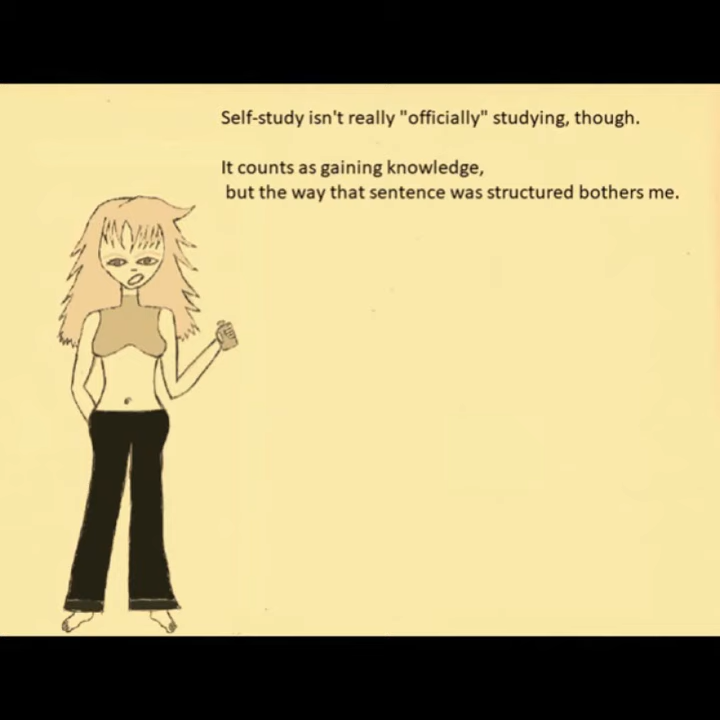 Self-study isn't really "officially" studying, though.
It counts as gaining knowledge,
but the way that sentence was structured bothers me.